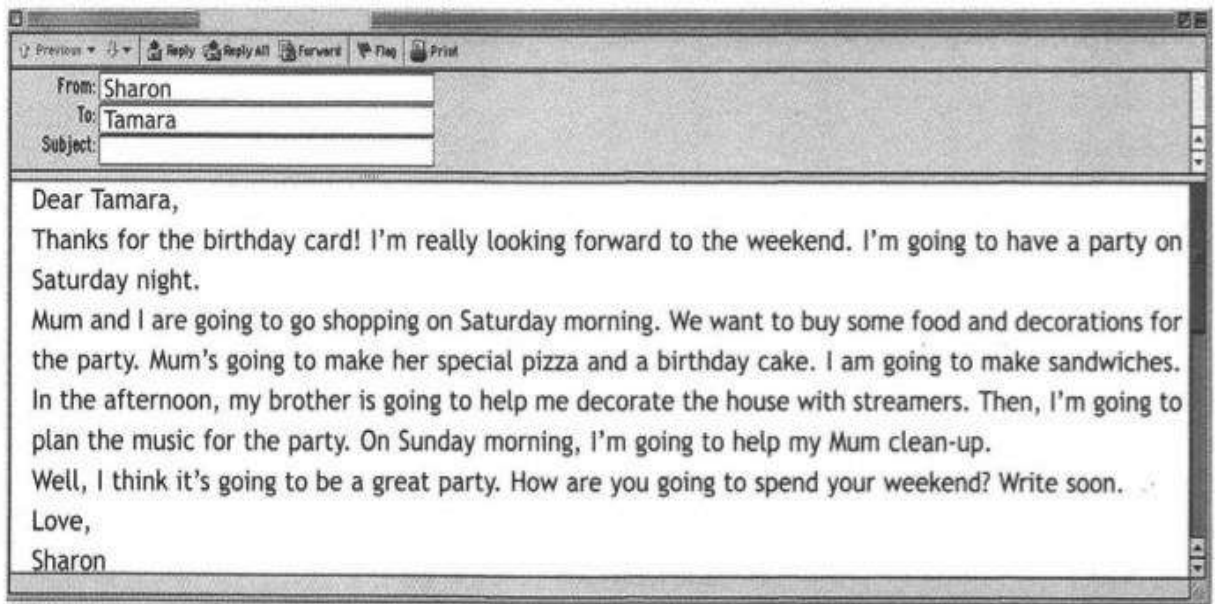 Previous Reply Reply All Forward Flag Print
From: Sharon
To: Tamara
Subject:
Dear Tamara,
Thanks for the birthday card! I'm really looking forward to the weekend. I'm going to have a party on
Saturday night.
Mum and I are going to go shopping on Saturday morning. We want to buy some food and decorations for
the party. Mum's going to make her special pizza and a birthday cake. I am going to make sandwiches.
In the afternoon, my brother is going to help me decorate the house with streamers. Then, I'm going to
plan the music for the party. On Sunday morning, I'm going to help my Mum clean-up.
Well, I think it's going to be a great party. How are you going to spend your weekend? Write soon.
Love,
Sharon